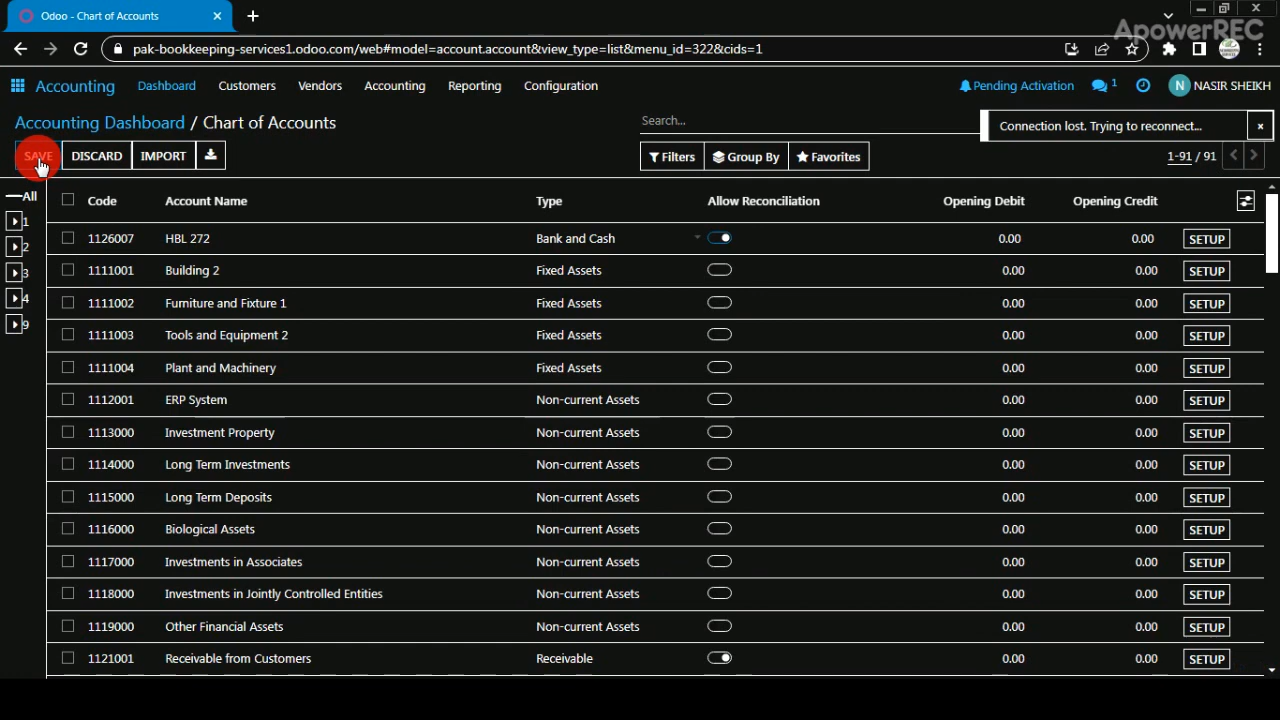 Odoo - Chart of Accounts
ApowerREC
pak-bookkeeping-services1.odoo.com/web#model=account.account&view_type=list&menu_id=322&cids=1
Accounting Dashboard Customers Vendors Accounting Reporting Configuration Pending Activation 1 N NASIR SHEIKH
Accounting Dashboard / Chart of Accounts Search... Connection lost. Trying to reconnect... ×
SAVE DISCARD IMPORT Filters Group By Favorites 1-91 / 91
All
1
2
3
4
9
Code Account Name Type Allow Reconciliation Opening Debit Opening Credit
1126007 HBL 272 Bank and Cash 0.00 0.00 SETUP
1111001 Building 2 Fixed Assets 0.00 0.00 SETUP
1111002 Furniture and Fixture 1 Fixed Assets 0.00 0.00 SETUP
1111003 Tools and Equipment 2 Fixed Assets 0.00 0.00 SETUP
1111004 Plant and Machinery Fixed Assets 0.00 0.00 SETUP
1112001 ERP System Non-current Assets 0.00 0.00 SETUP
1113000 Investment Property Non-current Assets 0.00 0.00 SETUP
1114000 Long Term Investments Non-current Assets 0.00 0.00 SETUP
1115000 Long Term Deposits Non-current Assets 0.00 0.00 SETUP
1116000 Biological Assets Non-current Assets 0.00 0.00 SETUP
1117000 Investments in Associates Non-current Assets 0.00 0.00 SETUP
1118000 Investments in Jointly Controlled Entities Non-current Assets 0.00 0.00 SETUP
1119000 Other Financial Assets Non-current Assets 0.00 0.00 SETUP
1121001 Receivable from Customers Receivable 0.00 0.00 SETUP